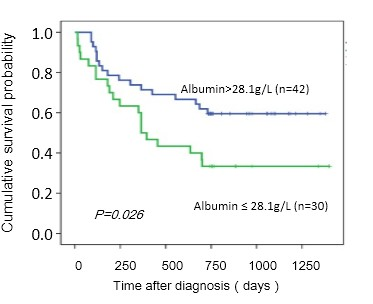 Cumulative survival probability
1.0
0.8
0.6
0.4
0.2
0.0
Albumin>28.1g/L (n=42)
Albumin ≤ 28.1g/L (n=30)
P=0.026
0 250 500 750 1000 1250
Time after diagnosis ( days )